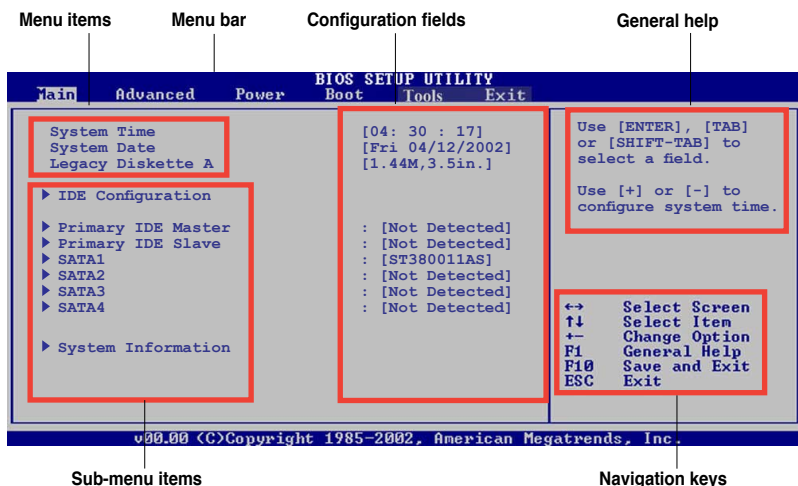 Menu items Menu bar Configuration fields General help
BIOS SETUP UTILITY
Main Advanced Power Boot Tools Exit
System Time [04: 30 : 17]
System Date [Fri 04/12/2002]
Legacy Diskette A [1.44M,3.5in.]
IDE Configuration
Primary IDE Master : [Not Detected]
Primary IDE Slave : [Not Detected]
SATA1 : [ST380011AS]
SATA2 : [Not Detected]
SATA3 : [Not Detected]
SATA4 : [Not Detected]
System Information
Use [ENTER], [TAB]
or [SHIFT-TAB] to
select a field.
Use [+] or [-] to
configure system time.
↔ Select Screen
↑↓ Select Item
+- Change Option
F1 General Help
F10 Save and Exit
ESC Exit
v00.00 (C)Copyright 1985-2002, American Megatrends, Inc.
Sub-menu items Navigation keys